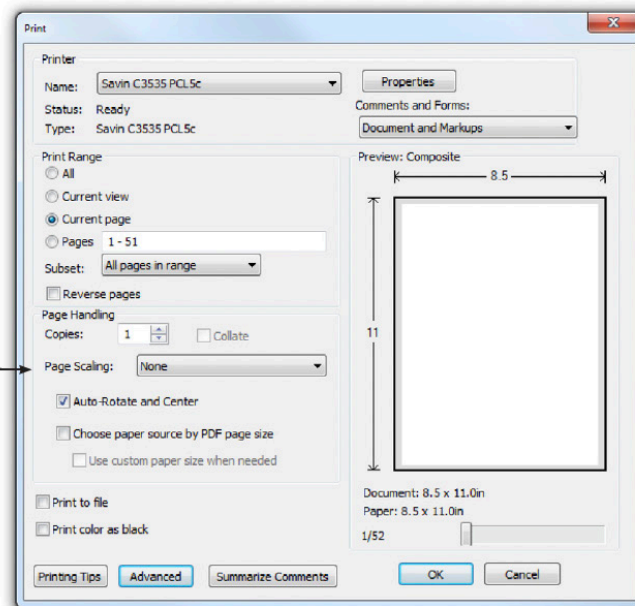 Print
Printer
Name: Savin C3535 PCL5c
Properties
Status: Ready
Comments and Forms:
Type: Savin C3535 PCL5c
Document and Markups
Print Range
All
Current view
Current page
Pages 1 - 51
Subset: All pages in range
Reverse pages
Page Handling
Copies: 1 Collate
Page Scaling: None
Auto-Rotate and Center
Choose paper source by PDF page size
Use custom paper size when needed
Print to file
Print color as black
Preview: Composite
8.5
11
Document: 8.5 x 11.0in
Paper: 8.5 x 11.0in
1/52
Printing Tips
Advanced
Summarize Comments
OK
Cancel